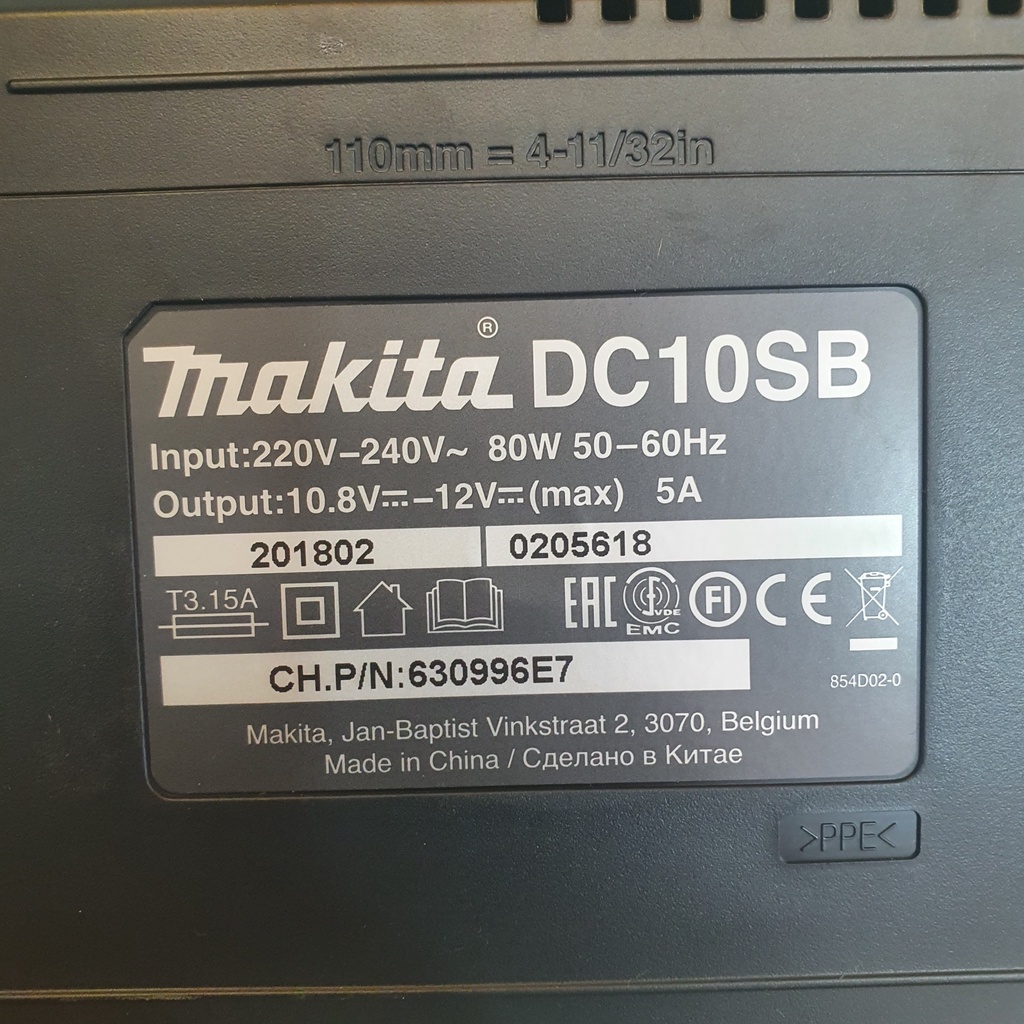 110mm = 4-11/32in
makita® DC10SB
Input:220V–240V~ 80W 50–60Hz
Output:10.8V⎓–12V⎓(max) 5A
201802 0205618
T3.15A EAC VDE EMC FI CE
CH.P/N:630996E7
854D02-0
Makita, Jan-Baptist Vinkstraat 2, 3070, Belgium
Made in China / Сделано в Китае
>PPE<